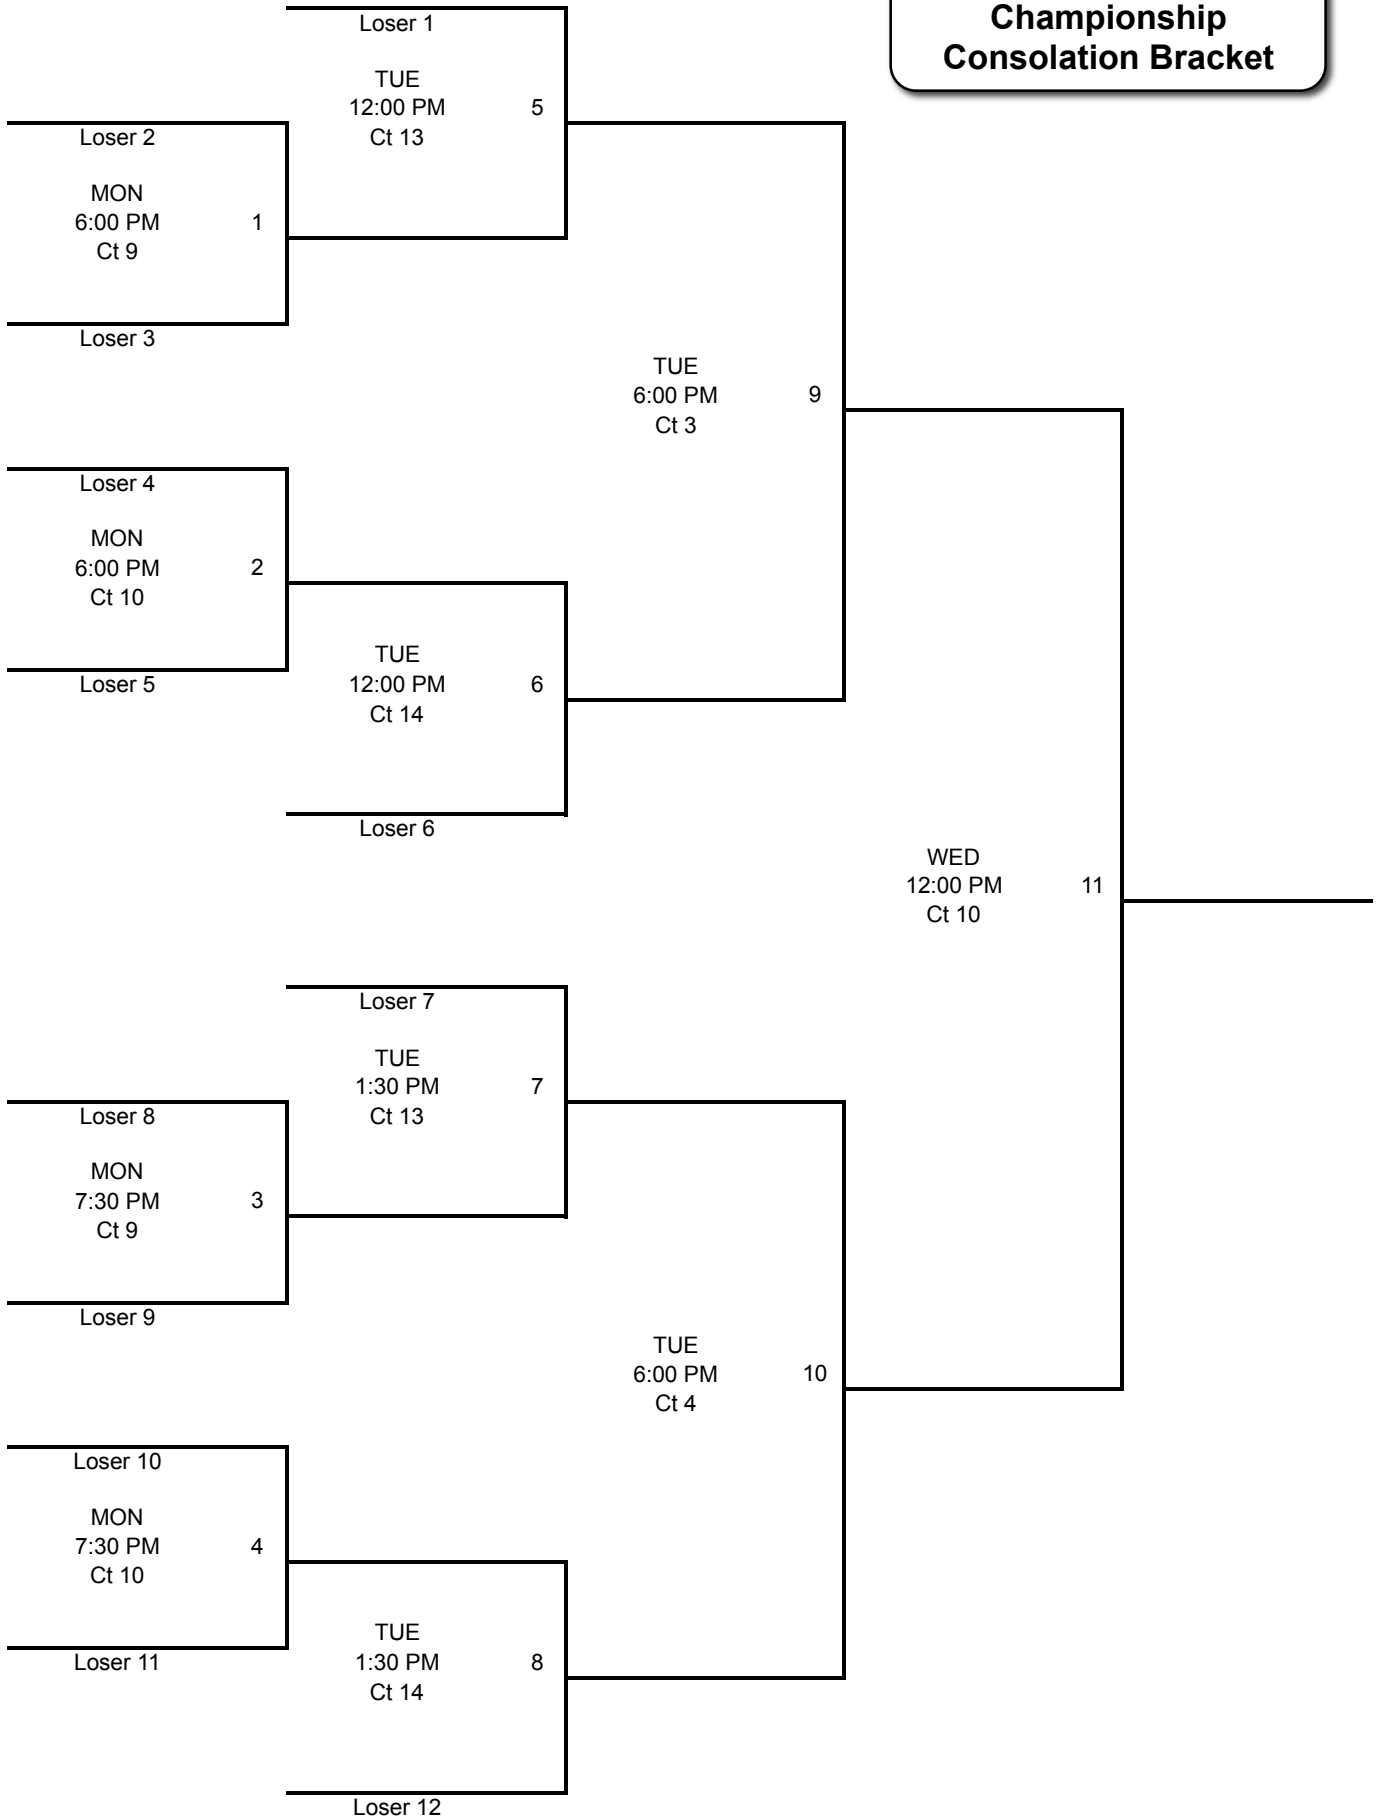 Championship
Consolation Bracket
Loser 1
TUE
12:00 PM 5
Ct 13
Loser 2
MON
6:00 PM 1
Ct 9
Loser 3
TUE
6:00 PM 9
Ct 3
Loser 4
MON
6:00 PM 2
Ct 10
Loser 5
TUE
12:00 PM 6
Ct 14
Loser 6
WED
12:00 PM 11
Ct 10
Loser 7
TUE
1:30 PM 7
Ct 13
Loser 8
MON
7:30 PM 3
Ct 9
Loser 9
TUE
6:00 PM 10
Ct 4
Loser 10
MON
7:30 PM 4
Ct 10
Loser 11
TUE
1:30 PM 8
Ct 14
Loser 12